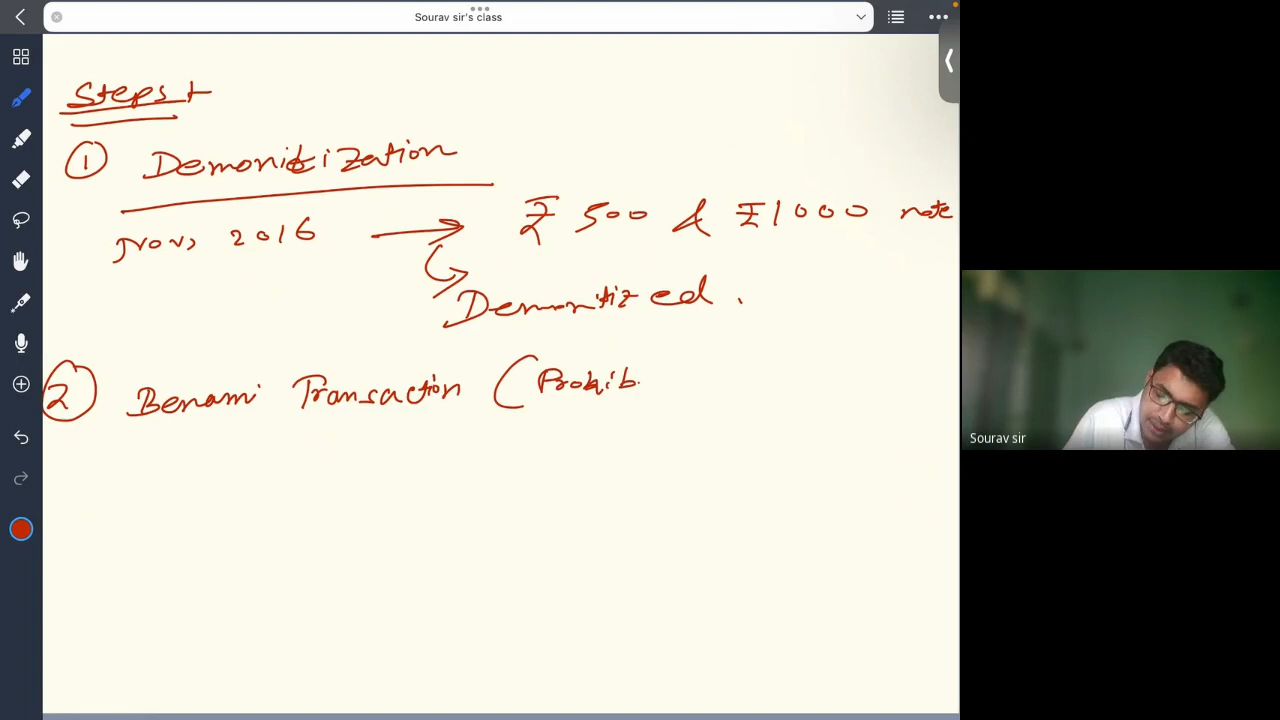 Sourav sir's class
Steps +
1 Demonitization
Nov, 2016 → ₹ 500 & ₹1000 note
Demonitized.
2 Benami Transaction (Prohib
Sourav sir